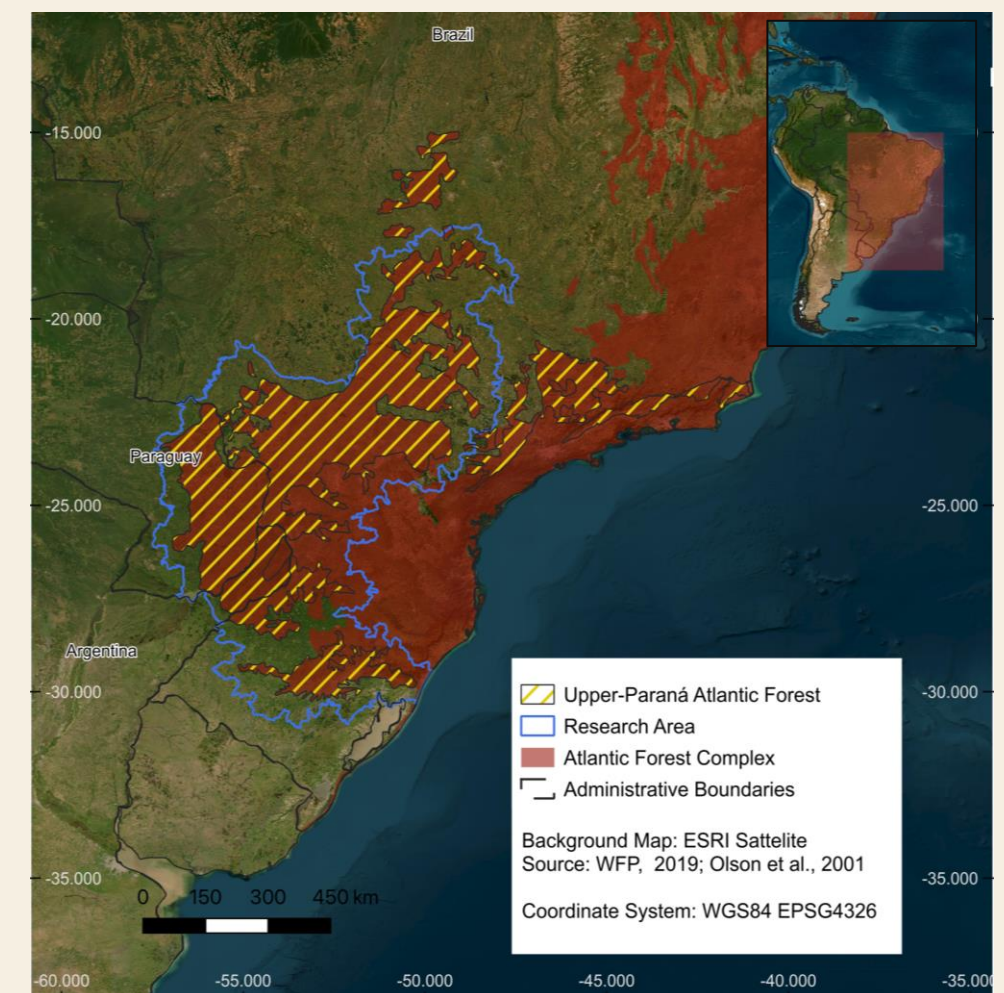 Brazil
-15.000
-20.000
Paraguay
-25.000
-25.000
Argentina
-30.000
-30.000
Upper-Paraná Atlantic Forest
Research Area
Atlantic Forest Complex
Administrative Boundaries
Background Map: ESRI Sattelite
Source: WFP, 2019; Olson et al., 2001
Coordinate System: WGS84 EPSG4326
-35.000
-35.000
0 150 300 450 km
-60.000 -55.000 -50.000 -45.000 -40.000 -35.000